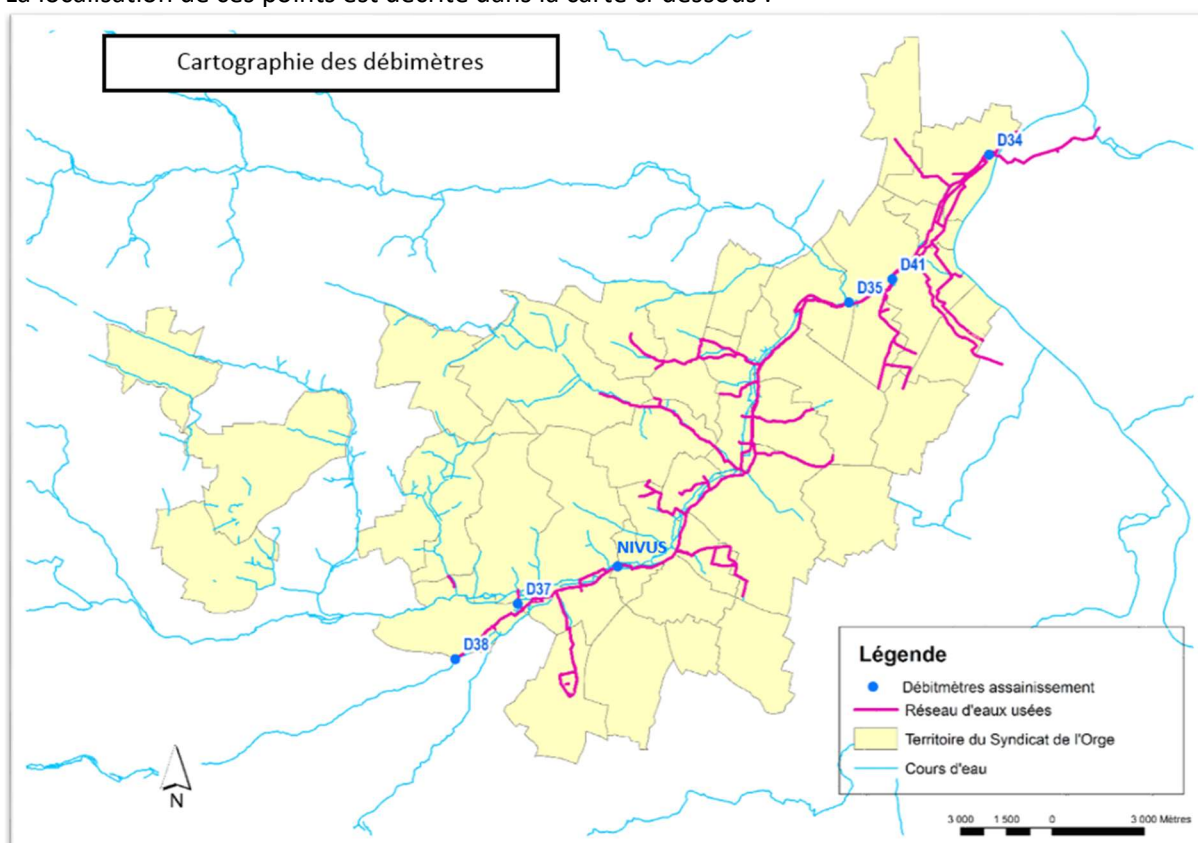 La localisation de ces points est décrite dans la carte ci-dessous :
Cartographie des débimètres
D34
D41
D35
NIVUS
D37
D38
Légende
Débitmètres assainissement
Réseau d'eaux usées
Territoire du Syndicat de l'Orge
Cours d'eau
N
3 000 1 500 0 3 000 Mètres